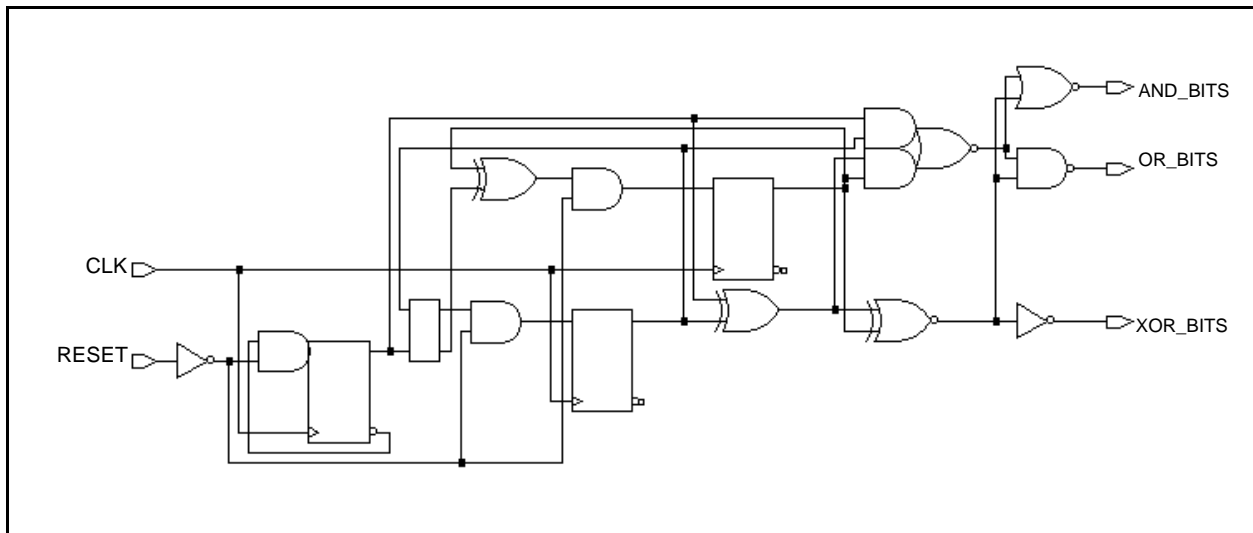 AND_BITS
OR_BITS
CLK
XOR_BITS
RESET